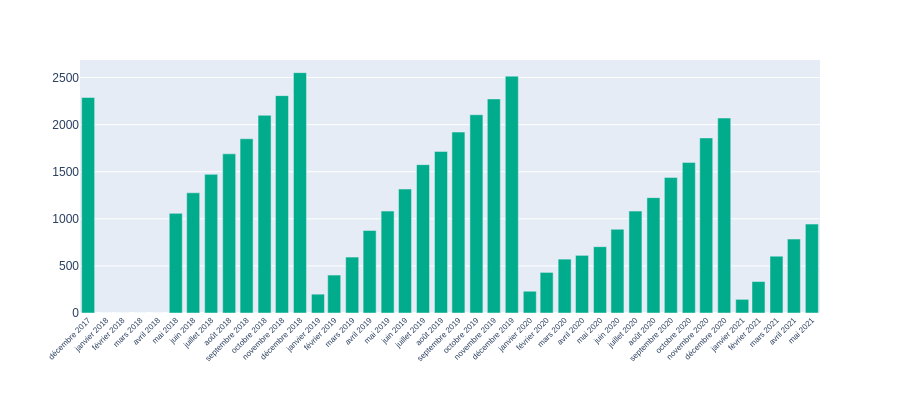 2500
2000
1500
1000
500
0
décembre 2017
janvier 2018
février 2018
mars 2018
avril 2018
mai 2018
juin 2018
juillet 2018
août 2018
septembre 2018
octobre 2018
novembre 2018
décembre 2018
janvier 2019
février 2019
mars 2019
avril 2019
mai 2019
juin 2019
juillet 2019
août 2019
septembre 2019
octobre 2019
novembre 2019
décembre 2019
janvier 2020
février 2020
mars 2020
avril 2020
mai 2020
juin 2020
juillet 2020
août 2020
septembre 2020
octobre 2020
novembre 2020
décembre 2020
janvier 2021
février 2021
mars 2021
avril 2021
mai 2021